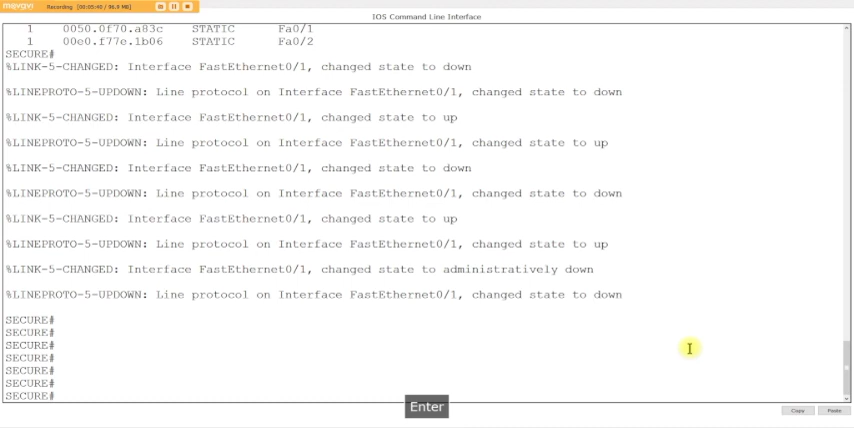 movavi Recording [00:05:40 / 96.9 MB]
IOS Command Line Interface
1 0050.0f70.a83c STATIC Fa0/1
1 00e0.f77e.1b06 STATIC Fa0/2
SECURE#
%LINK-5-CHANGED: Interface FastEthernet0/1, changed state to down
%LINEPROTO-5-UPDOWN: Line protocol on Interface FastEthernet0/1, changed state to down
%LINK-5-CHANGED: Interface FastEthernet0/1, changed state to up
%LINEPROTO-5-UPDOWN: Line protocol on Interface FastEthernet0/1, changed state to up
%LINK-5-CHANGED: Interface FastEthernet0/1, changed state to down
%LINEPROTO-5-UPDOWN: Line protocol on Interface FastEthernet0/1, changed state to down
%LINK-5-CHANGED: Interface FastEthernet0/1, changed state to up
%LINEPROTO-5-UPDOWN: Line protocol on Interface FastEthernet0/1, changed state to up
%LINK-5-CHANGED: Interface FastEthernet0/1, changed state to administratively down
%LINEPROTO-5-UPDOWN: Line protocol on Interface FastEthernet0/1, changed state to down
SECURE#
SECURE#
SECURE#
SECURE#
SECURE#
SECURE#
SECURE#
Enter
Copy Paste